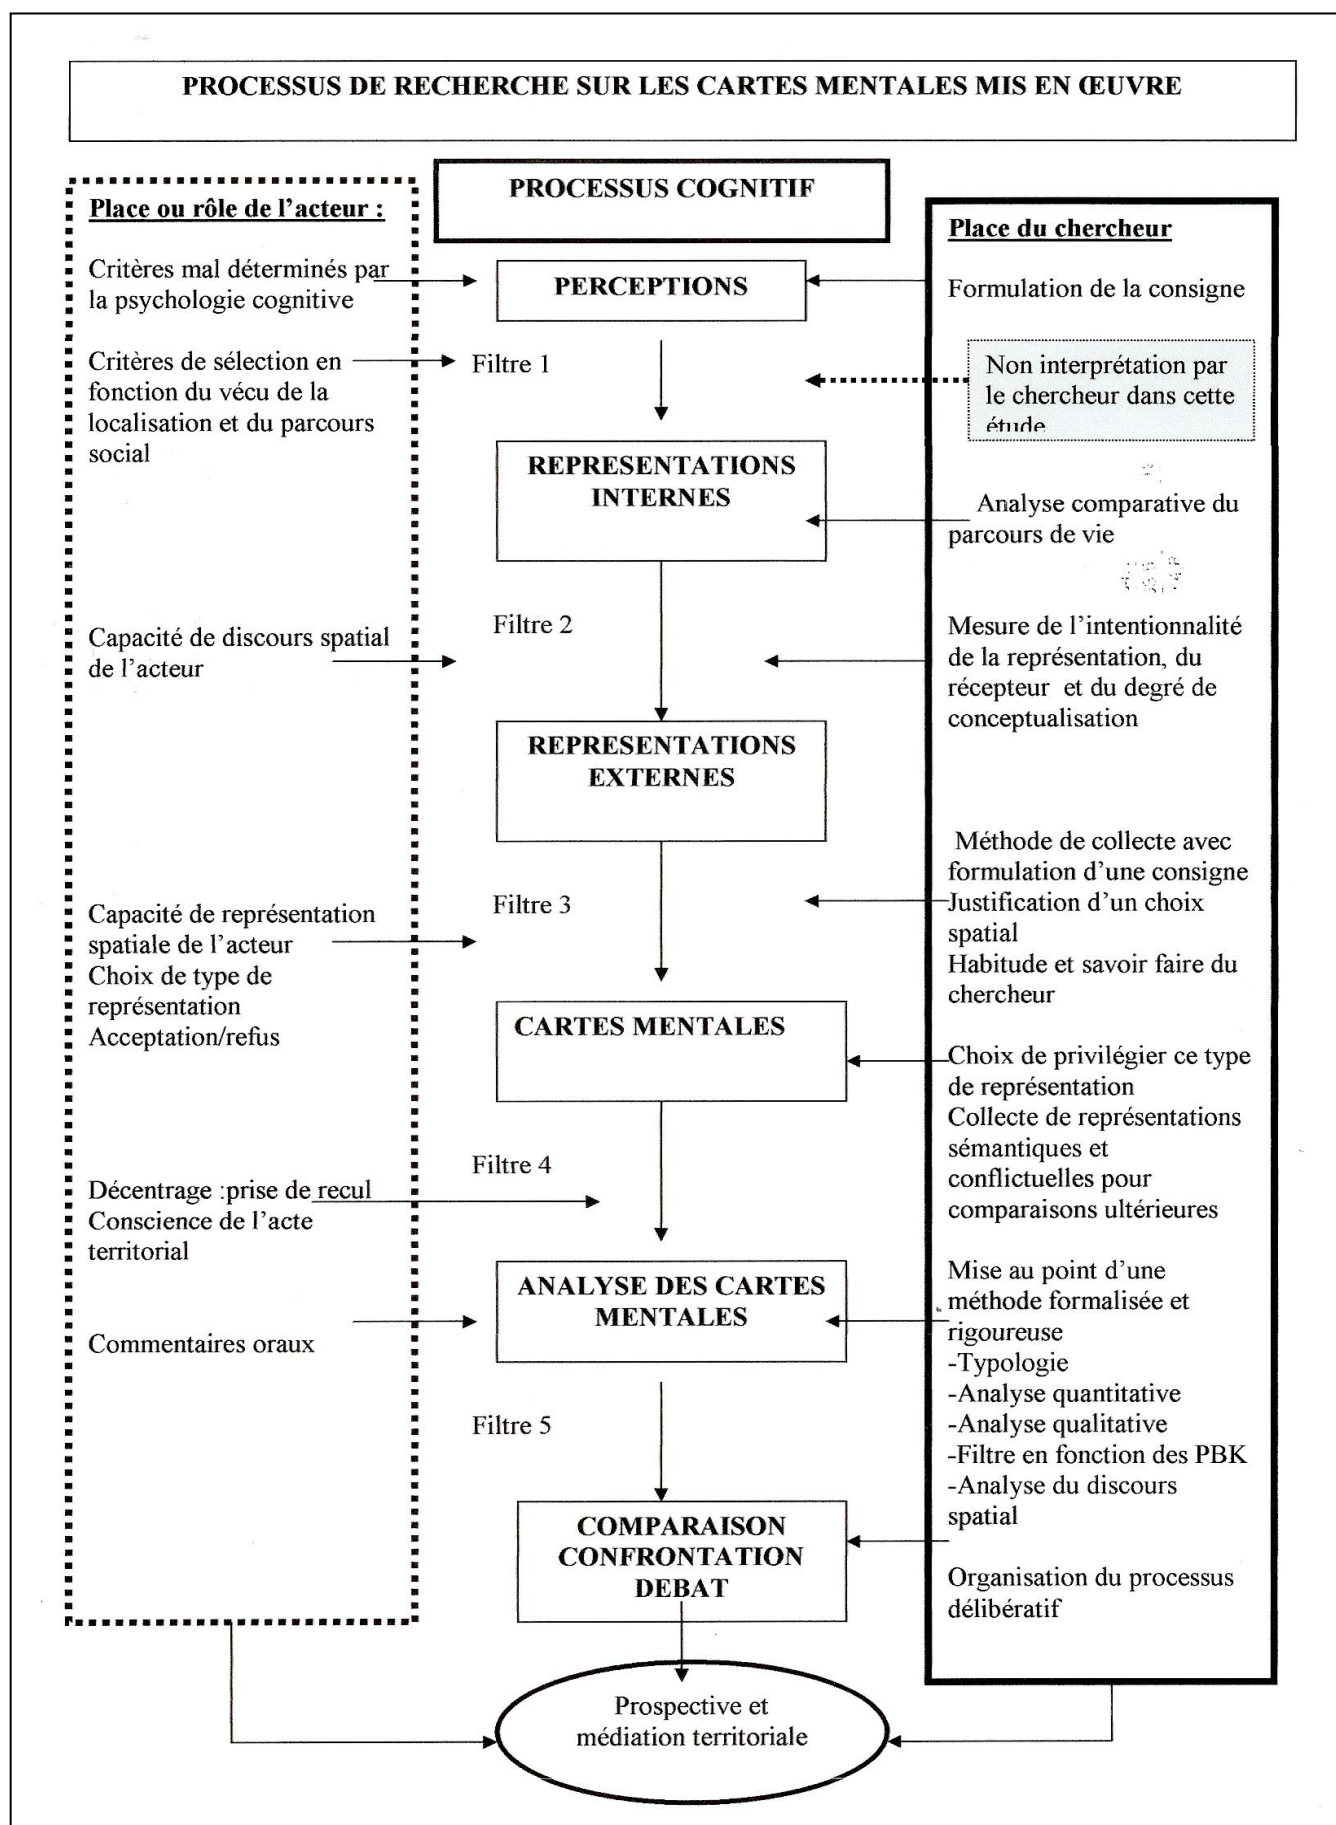 PROCESSUS DE RECHERCHE SUR LES CARTES MENTALES MIS EN ŒUVRE
PROCESSUS COGNITIF
Place ou rôle de l'acteur :
Critères mal déterminés par
la psychologie cognitive
Critères de sélection en
fonction du vécu de la
localisation et du parcours
social
Capacité de discours spatial
de l'acteur
Capacité de représentation
spatiale de l'acteur
Choix de type de
représentation
Acceptation/refus
Décentrage :prise de recul
Conscience de l'acte
territorial
Commentaires oraux
PERCEPTIONS
Filtre 1
REPRESENTATIONS
INTERNES
Filtre 2
REPRESENTATIONS
EXTERNES
Filtre 3
CARTES MENTALES
Filtre 4
ANALYSE DES CARTES
MENTALES
Filtre 5
COMPARAISON
CONFRONTATION
DEBAT
Prospective et
médiation territoriale
Place du chercheur
Formulation de la consigne
Non interprétation par
le chercheur dans cette
étude
Analyse comparative du
parcours de vie
Mesure de l'intentionnalité
de la représentation, du
récepteur et du degré de
conceptualisation
Méthode de collecte avec
formulation d'une consigne
Justification d'un choix
spatial
Habitude et savoir faire du
chercheur
Choix de privilégier ce type
de représentation
Collecte de représentations
sémantiques et
conflictuelles pour
comparaisons ultérieures
Mise au point d'une
méthode formalisée et
rigoureuse
-Typologie
-Analyse quantitative
-Analyse qualitative
-Filtre en fonction des PBK
-Analyse du discours
spatial
Organisation du processus
délibératif